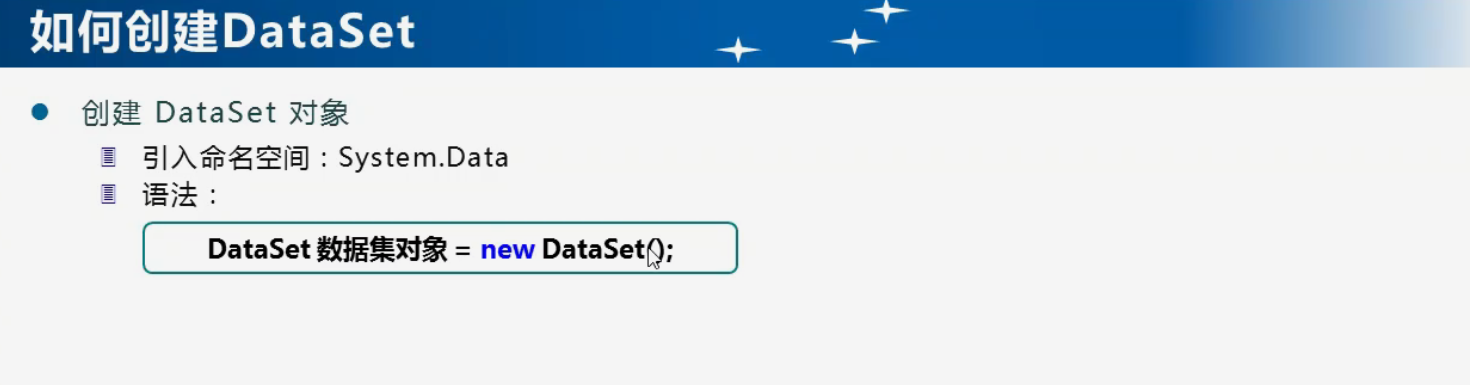 如何创建DataSet
创建 DataSet 对象
引入命名空间：System.Data
语法：
DataSet 数据集对象 = new DataSet();